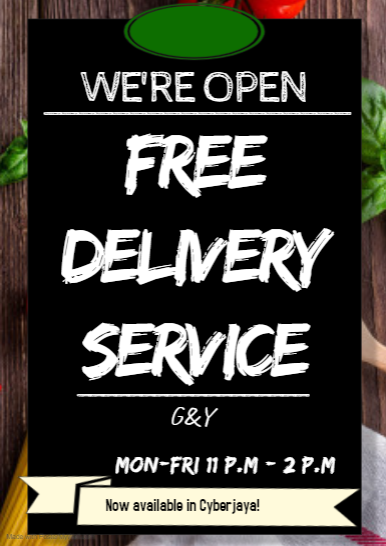 WE'RE OPEN
FREE
DELIVERY
SERVICE
G&Y
MON-FRI 11 P.M - 2 P.M
Now available in Cyberjaya!